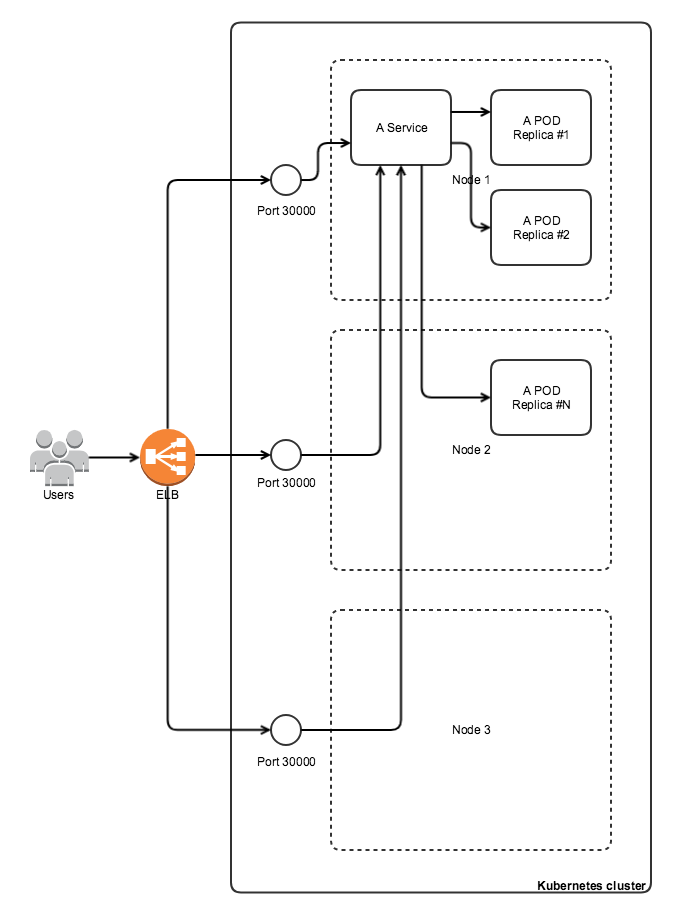 A Service
A POD
Replica #1
Node 1
Port 30000
A POD
Replica #2
A POD
Replica #N
Node 2
Users
ELB
Port 30000
Node 3
Port 30000
Kubernetes cluster